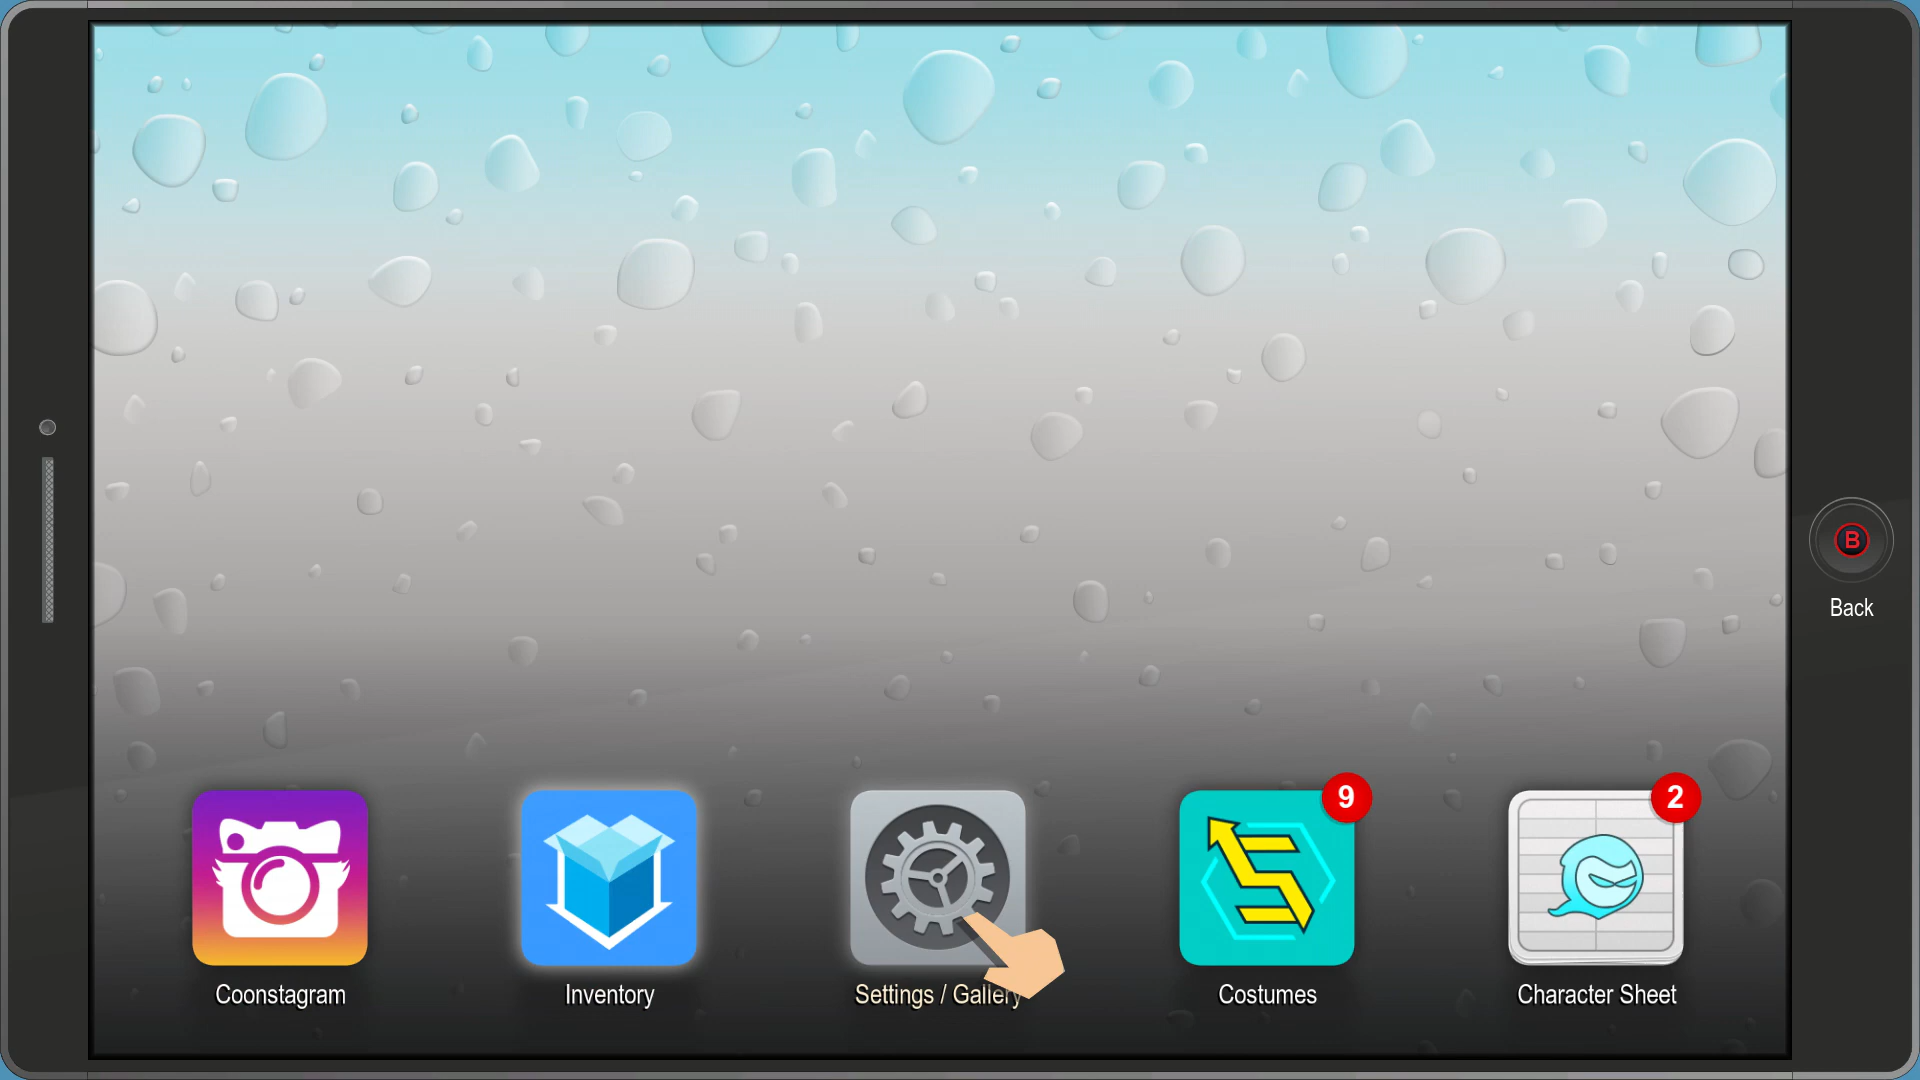 B
Back
9
2
Coonstagram
Inventory
Settings / Gallery
Costumes
Character Sheet